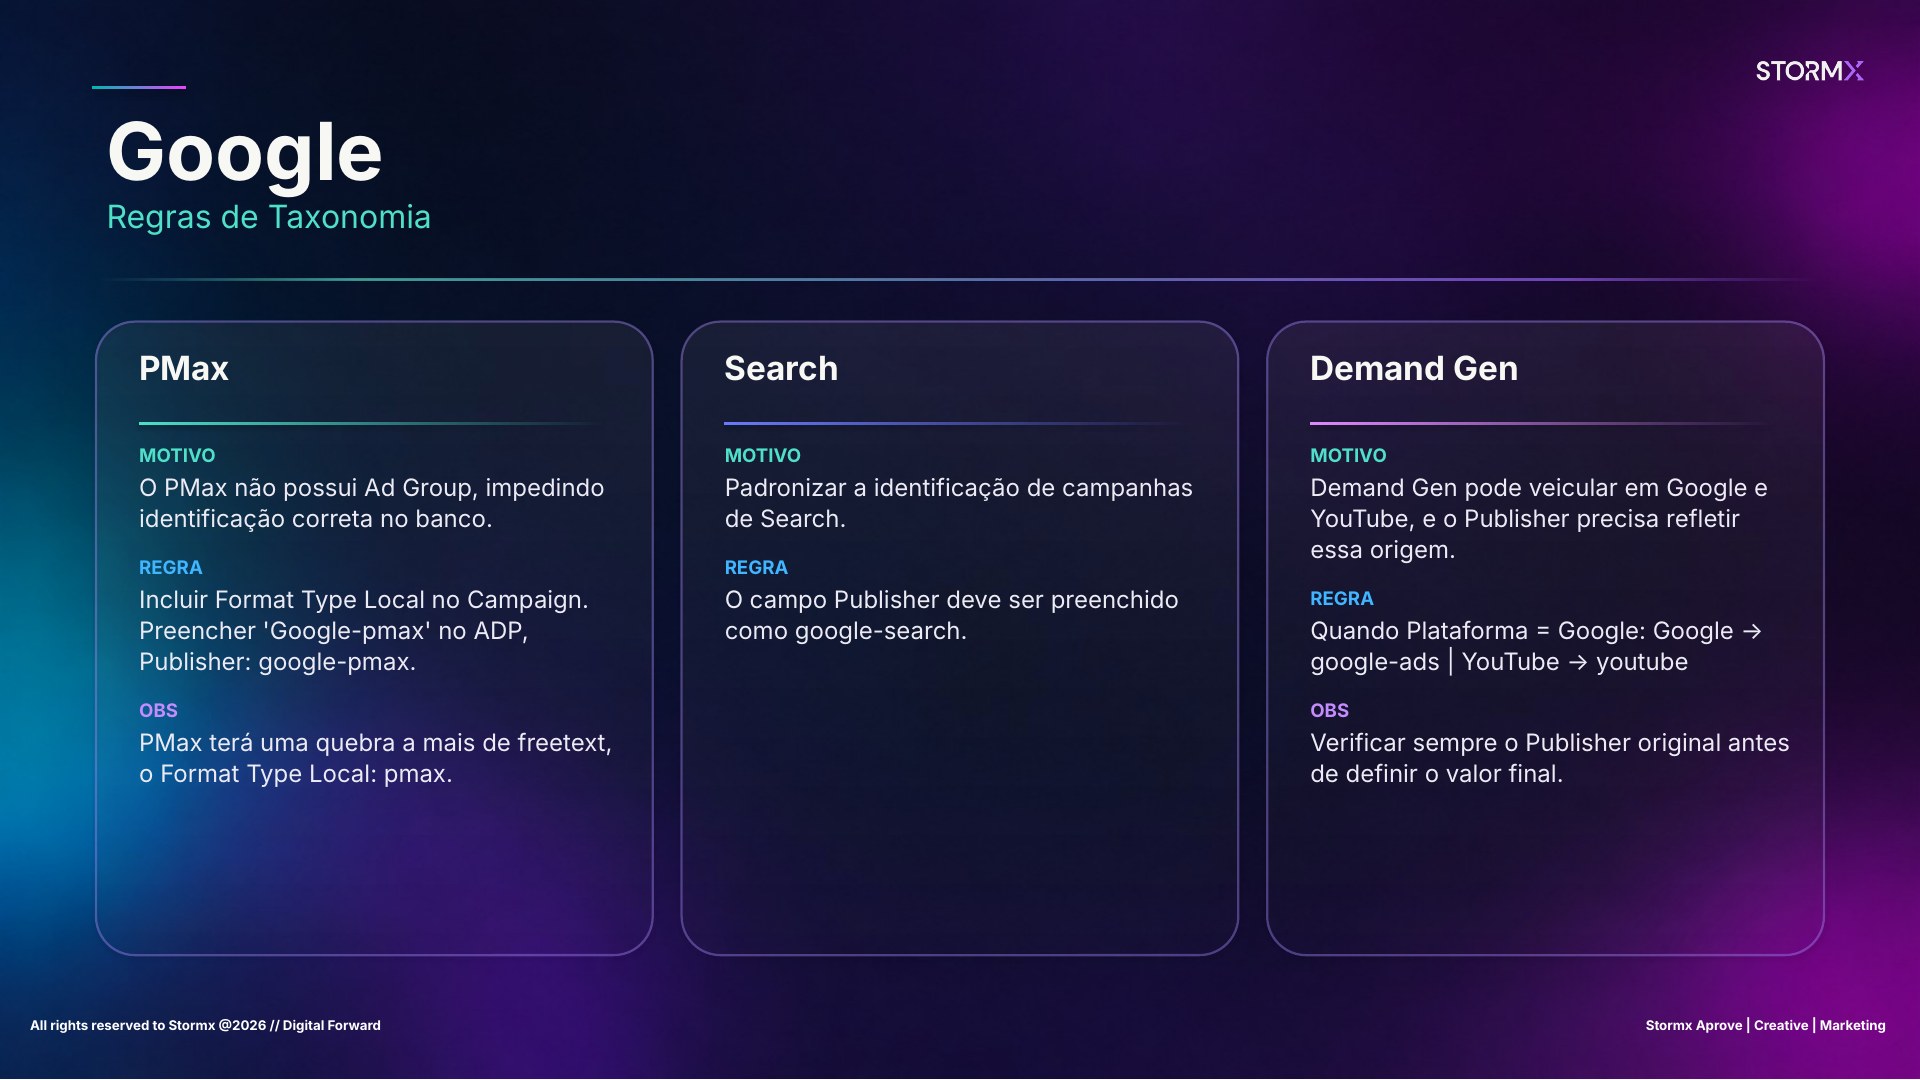 STORMX
Google
Regras de Taxonomia
PMax
MOTIVO
O PMax não possui Ad Group, impedindo
identificação correta no banco.
REGRA
Incluir Format Type Local no Campaign.
Preencher 'Google-pmax' no ADP,
Publisher: google-pmax.
OBS
PMax terá uma quebra a mais de freetext,
o Format Type Local: pmax.
Search
MOTIVO
Padronizar a identificação de campanhas
de Search.
REGRA
O campo Publisher deve ser preenchido
como google-search.
Demand Gen
MOTIVO
Demand Gen pode veicular em Google e
YouTube, e o Publisher precisa refletir
essa origem.
REGRA
Quando Plataforma = Google: Google →
google-ads | YouTube → youtube
OBS
Verificar sempre o Publisher original antes
de definir o valor final.
All rights reserved to Stormx @2026 // Digital Forward
Stormx Aprove | Creative | Marketing